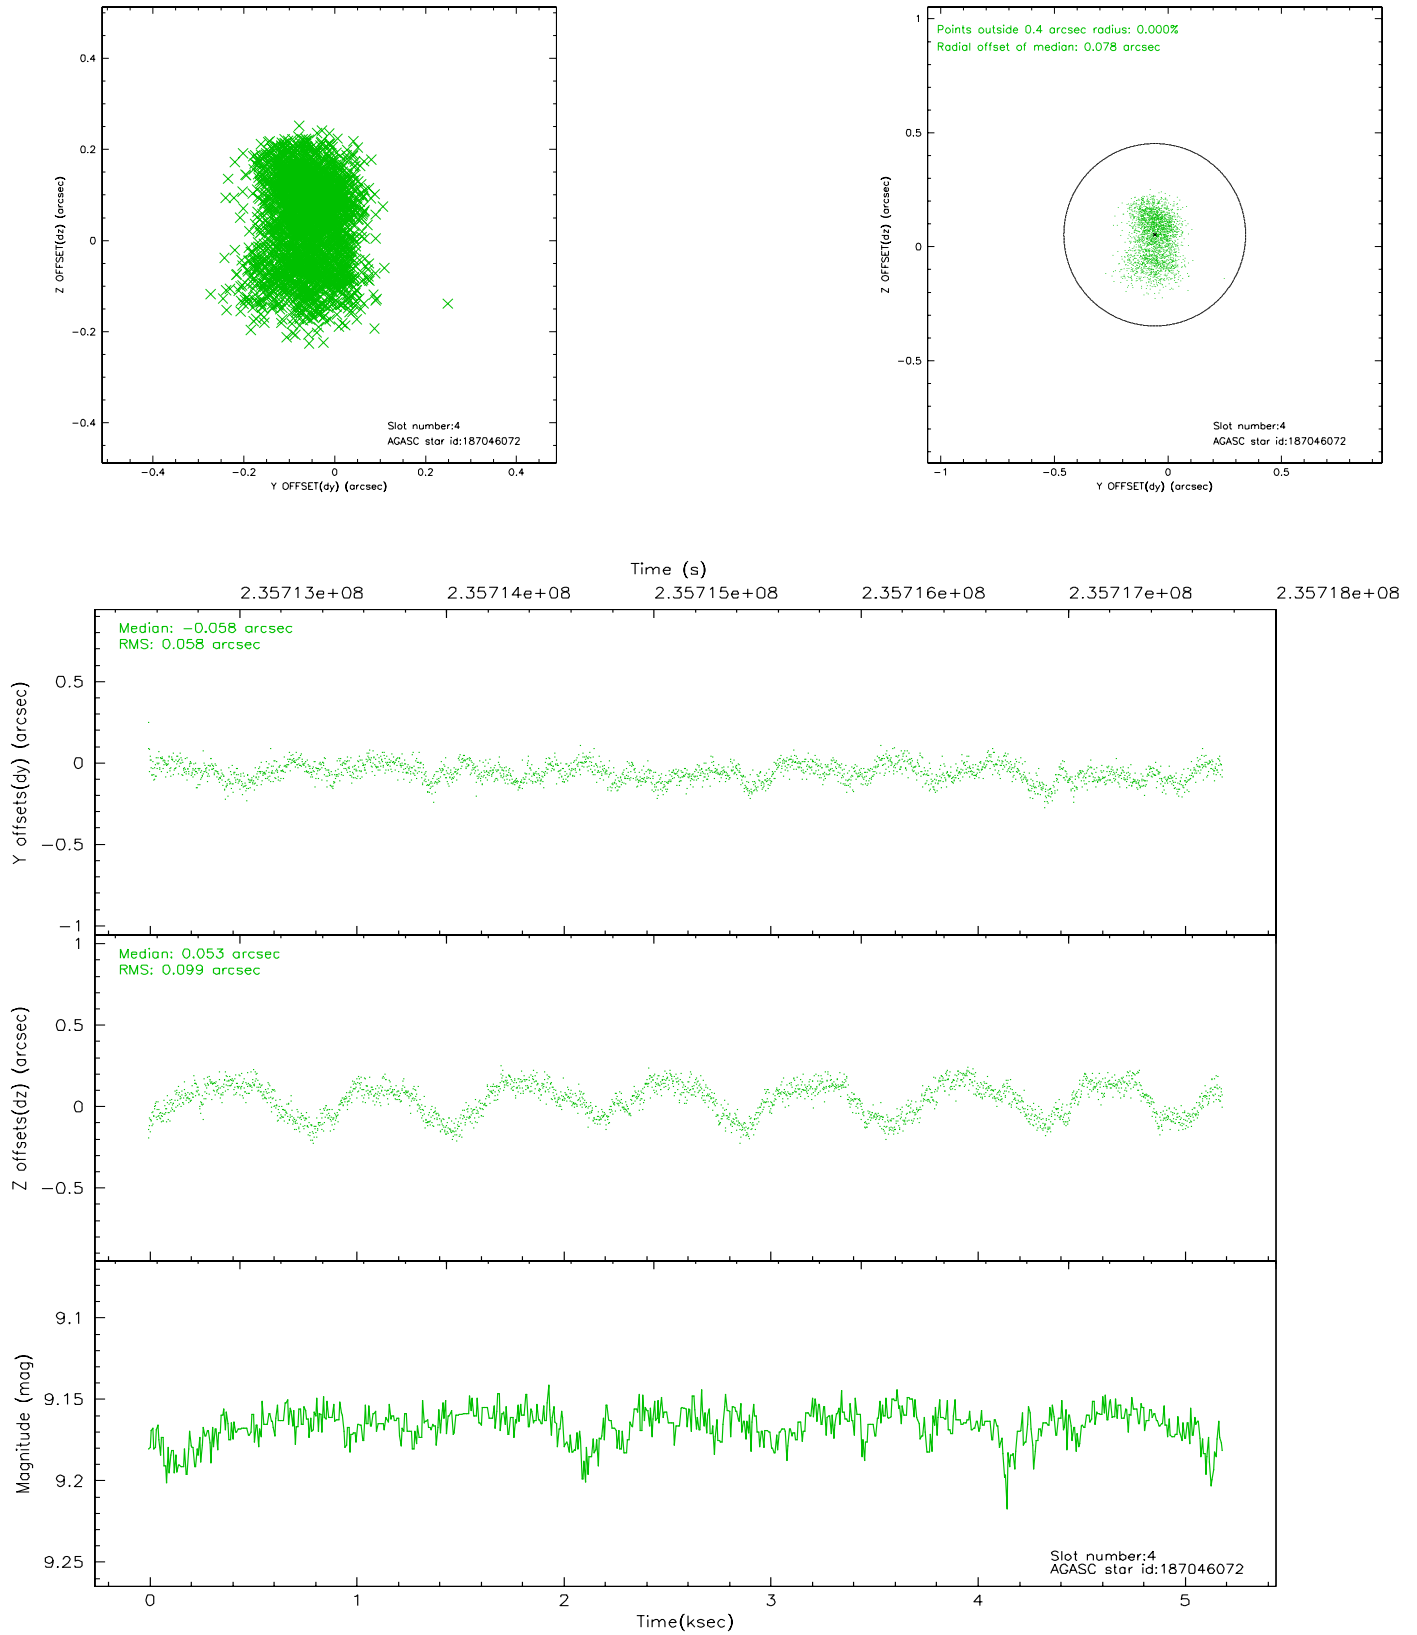 0.4
0.2
0
-0.2
-0.4
Z OFFSET(dz) (arcsec)
Slot number:4
AGASC star id:187046072
-0.4
-0.2
0
0.2
0.4
Y OFFSET(dy) (arcsec)
Points outside 0.4 arcsec radius: 0.000%
Radial offset of median: 0.078 arcsec
1
0.5
0
-0.5
Z OFFSET(dz) (arcsec)
Slot number:4
AGASC star id:187046072
-1
-0.5
0
0.5
Y OFFSET(dy) (arcsec)
Time (s)
2.35713e+08
2.35714e+08
2.35715e+08
2.35716e+08
2.35717e+08
2.35718e+08
Median: -0.058 arcsec
RMS: 0.058 arcsec
0.5
0
-0.5
-1
Y offsets(dy) (arcsec)
Median: 0.053 arcsec
RMS: 0.099 arcsec
1
0.5
0
-0.5
Z offsets(dz) (arcsec)
9.1
9.15
9.2
9.25
Magnitude (mag)
Slot number:4
AGASC star id:187046072
0
1
2
3
4
5
Time(ksec)